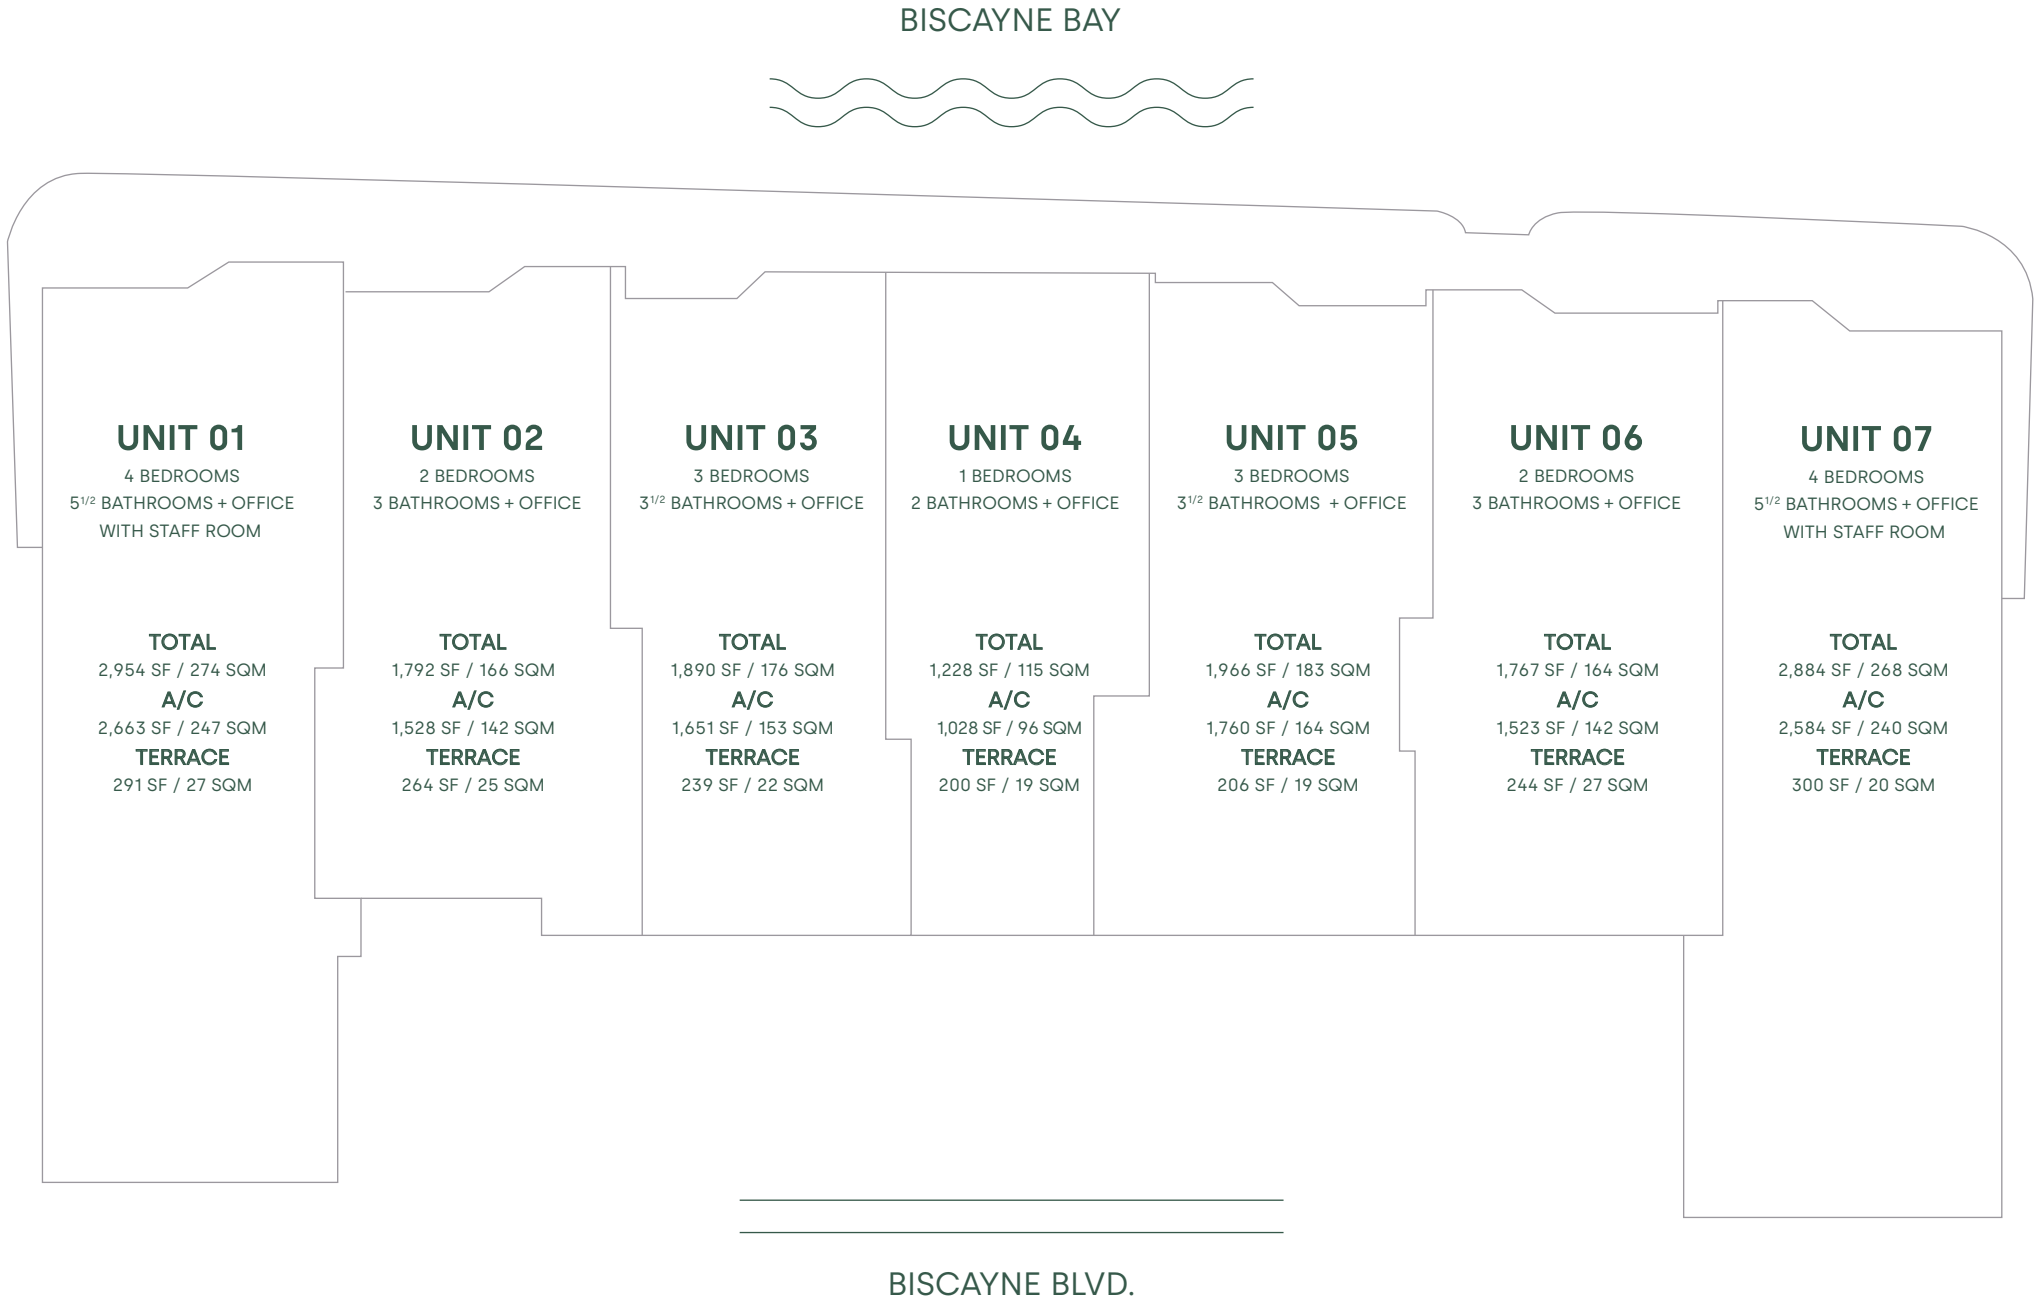 BISCAYNE BAY
UNIT 01
4 BEDROOMS
5 1/2 BATHROOMS + OFFICE
WITH STAFF ROOM
TOTAL
2,954 SF / 274 SQM
A/C
2,663 SF / 247 SQM
TERRACE
291 SF / 27 SQM
UNIT 02
2 BEDROOMS
3 BATHROOMS + OFFICE
TOTAL
1,792 SF / 166 SQM
A/C
1,528 SF / 142 SQM
TERRACE
264 SF / 25 SQM
UNIT 03
3 BEDROOMS
3 1/2 BATHROOMS + OFFICE
TOTAL
1,890 SF / 176 SQM
A/C
1,651 SF / 153 SQM
TERRACE
239 SF / 22 SQM
UNIT 04
1 BEDROOMS
2 BATHROOMS + OFFICE
TOTAL
1,228 SF / 115 SQM
A/C
1,028 SF / 96 SQM
TERRACE
200 SF / 19 SQM
UNIT 05
3 BEDROOMS
3 1/2 BATHROOMS + OFFICE
TOTAL
1,966 SF / 183 SQM
A/C
1,760 SF / 164 SQM
TERRACE
206 SF / 19 SQM
UNIT 06
2 BEDROOMS
3 BATHROOMS + OFFICE
TOTAL
1,767 SF / 164 SQM
A/C
1,523 SF / 142 SQM
TERRACE
244 SF / 27 SQM
UNIT 07
4 BEDROOMS
5 1/2 BATHROOMS + OFFICE
WITH STAFF ROOM
TOTAL
2,884 SF / 268 SQM
A/C
2,584 SF / 240 SQM
TERRACE
300 SF / 20 SQM
BISCAYNE BLVD.